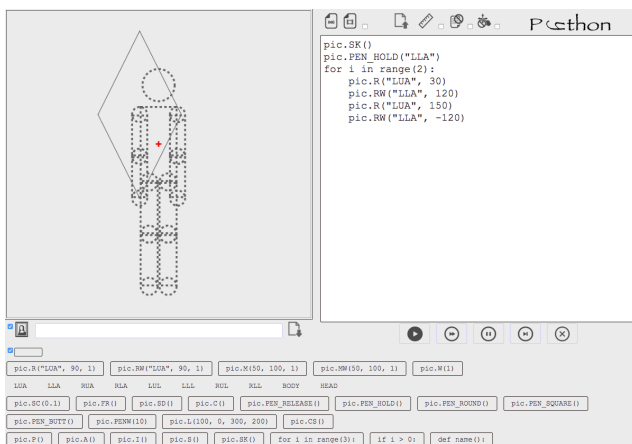 Pycthon
pic.SK()
pic.PEN_HOLD("LLA")
for i in range(2):
    pic.R("LUA", 30)
    pic.RW("LLA", 120)
    pic.R("LUA", 150)
    pic.RW("LLA", -120)
pic.R("LUA", 90, 1) pic.RW("LUA", 90, 1) pic.M(50, 100, 1) pic.MW(50, 100, 1) pic.W(1)
LUA LLA RUA RLA LUL LLL RUL RLL BODY HEAD
pic.SC(0.1) pic.FR() pic.SD() pic.C() pic.PEN_RELEASE() pic.PEN_HOLD() pic.PEN_ROUND() pic.PEN_SQUARE()
pic.PEN_BUTT() pic.PENW(10) pic.L(100, 0, 300, 200) pic.CS()
pic.P() pic.A() pic.I() pic.S() pic.SK() for i in range(3): if i > 0: def name():